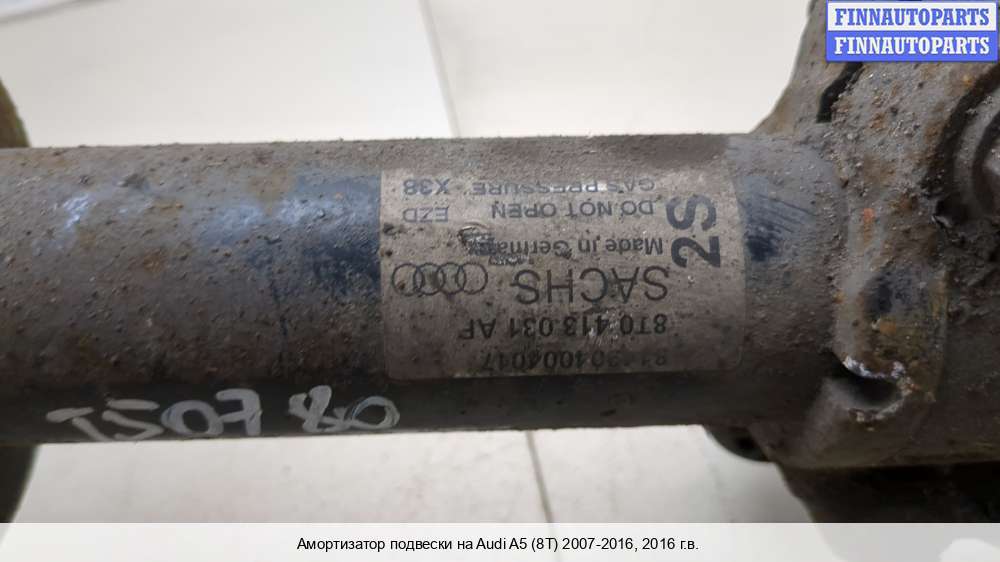 FINNAUTOPARTS
FINNAUTOPARTS
8T0 413 031 AF
SACHS
Made in Germany
2S
DO NOT OPEN EZD
GAS PRESSURE X38
Амортизатор подвески на Audi A5 (8T) 2007-2016, 2016 г.в.